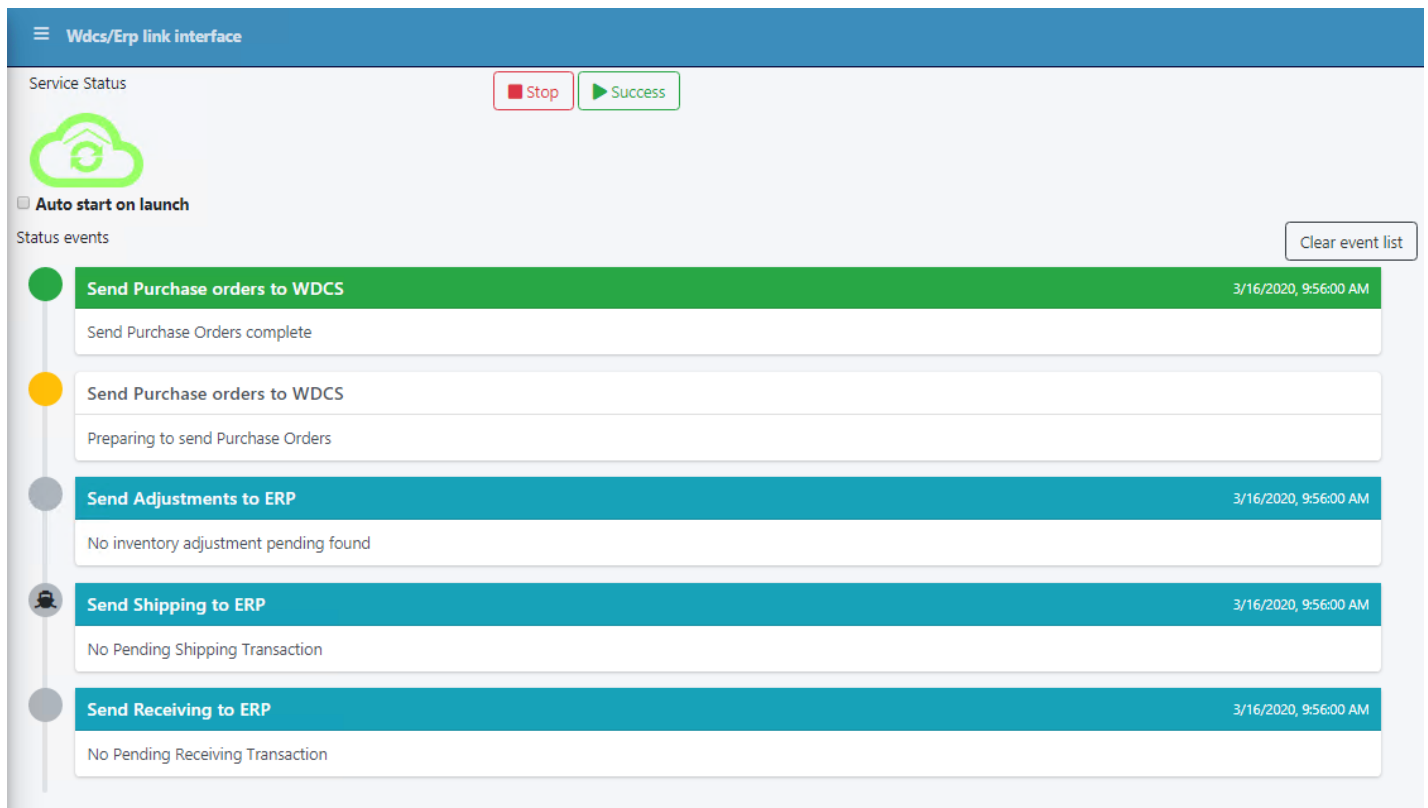 Wdcs/Erp link interface
Service Status
Stop
Success
Auto start on launch
Status events
Clear event list
Send Purchase orders to WDCS 3/16/2020, 9:56:00 AM
Send Purchase Orders complete
Send Purchase orders to WDCS
Preparing to send Purchase Orders
Send Adjustments to ERP 3/16/2020, 9:56:00 AM
No inventory adjustment pending found
Send Shipping to ERP 3/16/2020, 9:56:00 AM
No Pending Shipping Transaction
Send Receiving to ERP 3/16/2020, 9:56:00 AM
No Pending Receiving Transaction